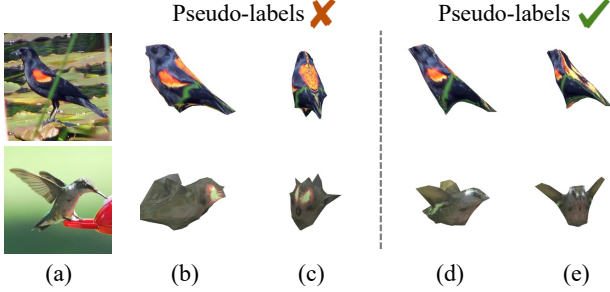 Pseudo-labels ✘ Pseudo-labels ✔
(a) (b) (c) (d) (e)